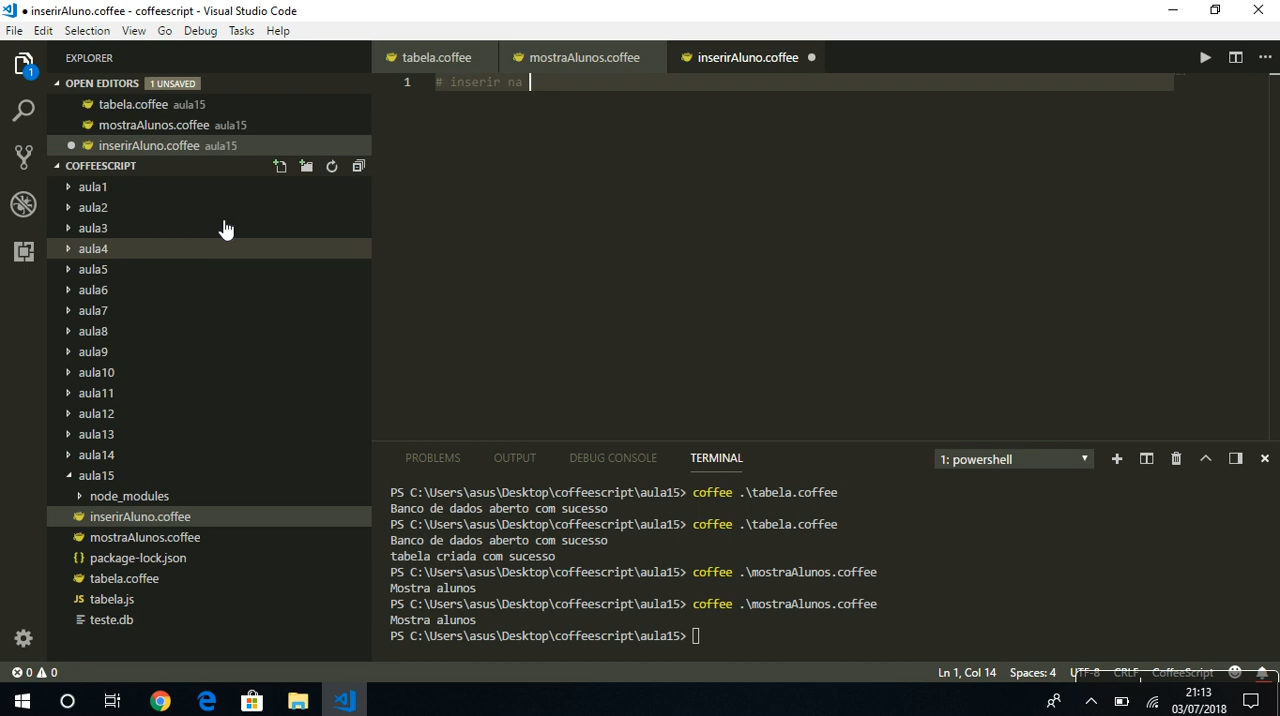 inserirAluno.coffee - coffeescript - Visual Studio Code
File Edit Selection View Go Debug Tasks Help
EXPLORER
tabela.coffee mostraAlunos.coffee inserirAluno.coffee
1
OPEN EDITORS 1 UNSAVED
1 # inserir na
tabela.coffee aula15
mostraAlunos.coffee aula15
inserirAluno.coffee aula15
COFFEESCRIPT
aula1
aula2
aula3
aula4
aula5
aula6
aula7
aula8
aula9
aula10
aula11
aula12
aula13
aula14
aula15
node_modules
inserirAluno.coffee
mostraAlunos.coffee
package-lock.json
tabela.coffee
JS tabela.js
teste.db
PROBLEMS OUTPUT DEBUG CONSOLE TERMINAL 1: powershell
PS C:\Users\asus\Desktop\coffeescript\aula15> coffee .\tabela.coffee
Banco de dados aberto com sucesso
PS C:\Users\asus\Desktop\coffeescript\aula15> coffee .\tabela.coffee
Banco de dados aberto com sucesso
tabela criada com sucesso
PS C:\Users\asus\Desktop\coffeescript\aula15> coffee .\mostraAlunos.coffee
Mostra alunos
PS C:\Users\asus\Desktop\coffeescript\aula15> coffee .\mostraAlunos.coffee
Mostra alunos
PS C:\Users\asus\Desktop\coffeescript\aula15>
0 0 Ln 1, Col 14 Spaces: 4 UTF-8 CRLF CoffeeScript
21:13
03/07/2018